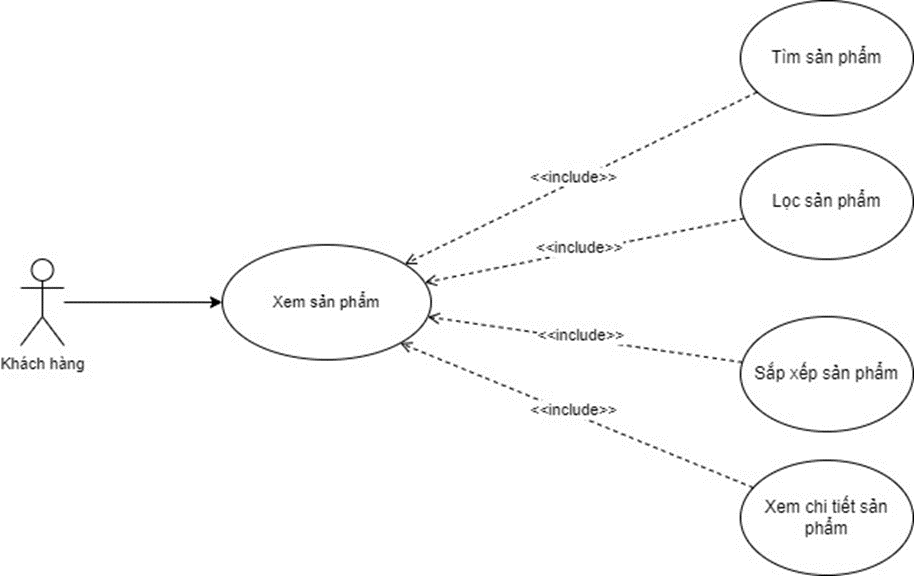 Tìm sản phẩm
<<include>>
Lọc sản phẩm
<<include>>
Xem sản phẩm
<<include>>
Khách hàng
Sắp xếp sản phẩm
<<include>>
Xem chi tiết sản
phẩm